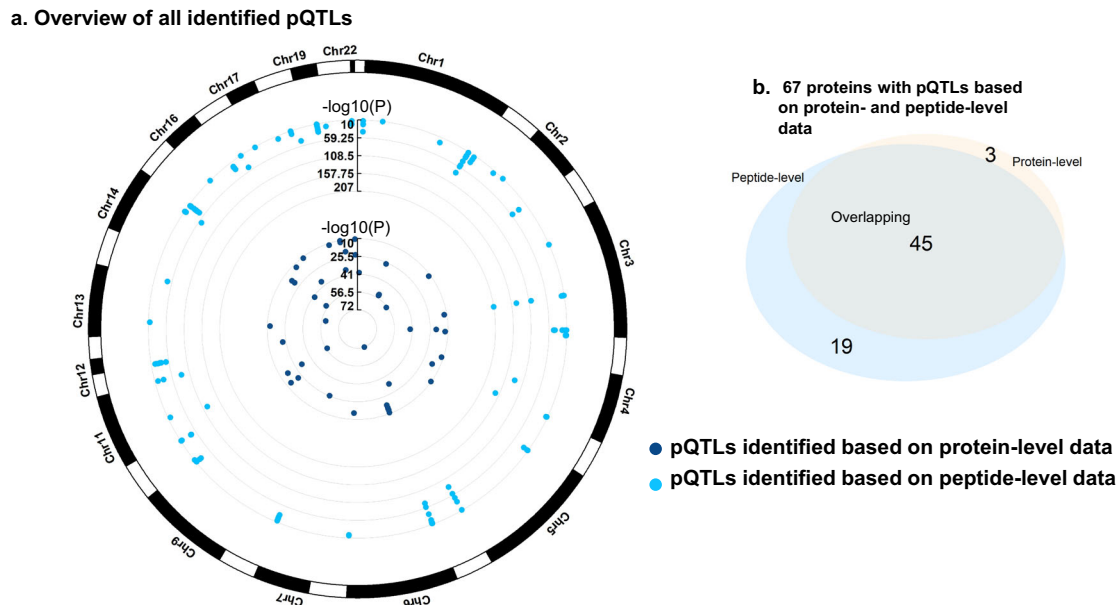 a. Overview of all identified pQTLs
Chr1
Chr2
Chr3
Chr4
Chr5
Chr6
Chr7
Chr9
Chr11
Chr12
Chr13
Chr14
Chr16
Chr17
Chr19
Chr22
-log10(P)
10
59.25
108.5
157.75
207
-log10(P)
10
25.5
41
56.5
72
b. 67 proteins with pQTLs based
on protein- and peptide-level
data
3
Protein-level
Peptide-level
Overlapping
45
19
pQTLs identified based on protein-level data
pQTLs identified based on peptide-level data